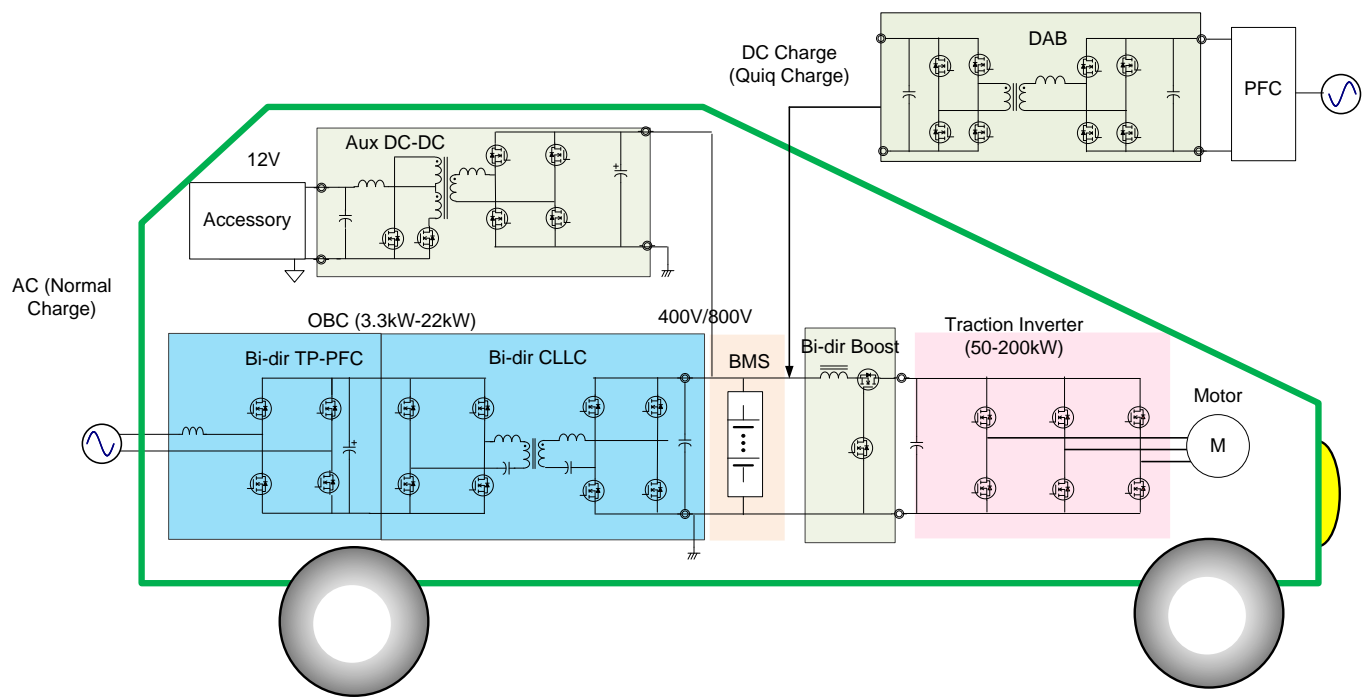 DAB
DC Charge
(Quiq Charge)
PFC
Aux DC-DC
12V
Accessory
AC (Normal
Charge)
OBC (3.3kW-22kW)
400V/800V
Traction Inverter
(50-200kW)
Bi-dir TP-PFC
Bi-dir CLLC
BMS
Bi-dir Boost
Motor
M